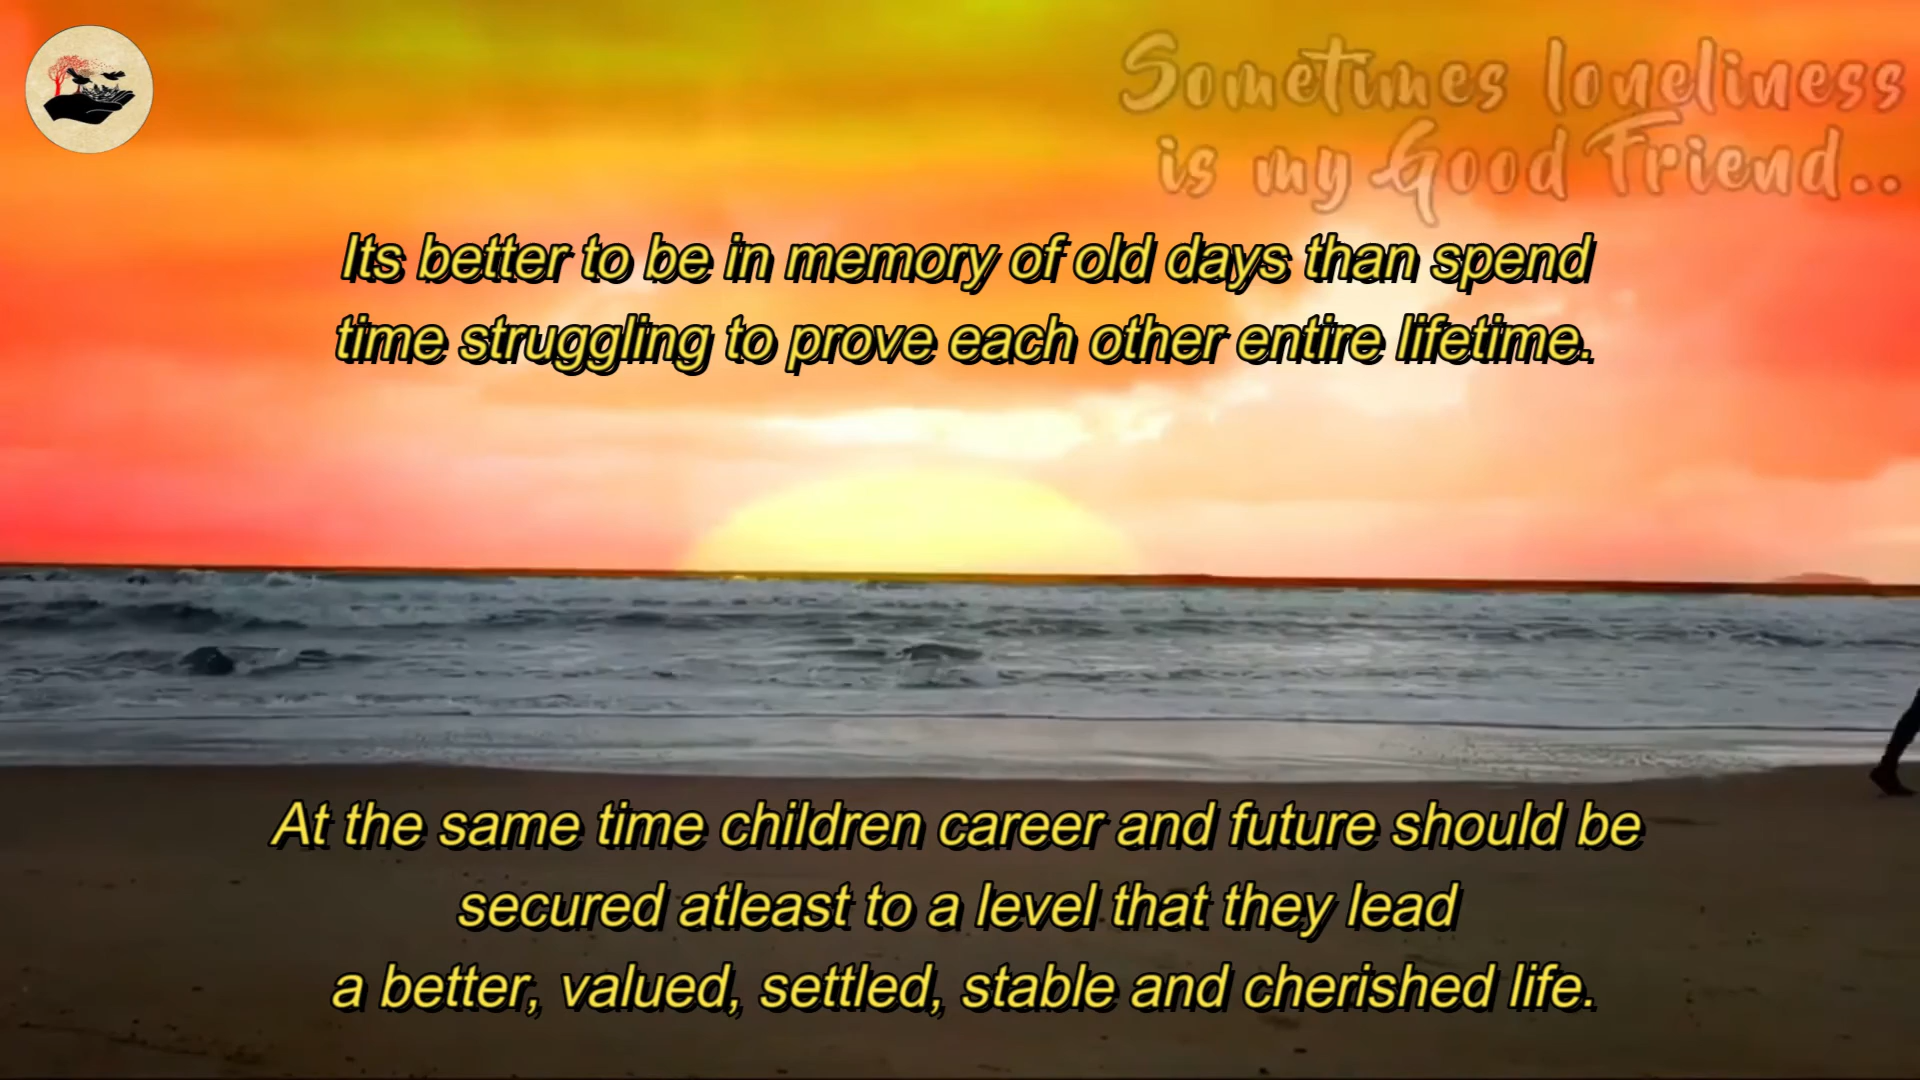 Sometimes loneliness
is my Good Friend..
Its better to be in memory of old days than spend
time struggling to prove each other entire lifetime.
At the same time children career and future should be
secured atleast to a level that they lead
a better, valued, settled, stable and cherished life.